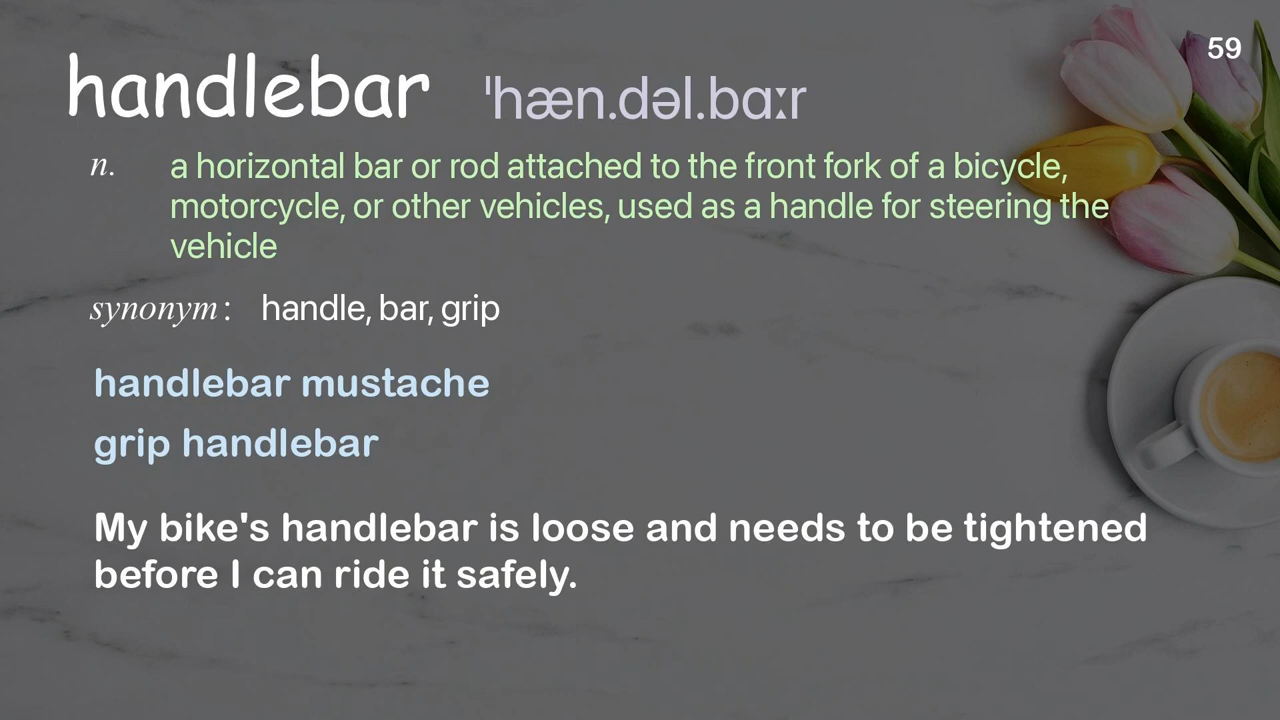 59
handlebar ˈhæn.dəl.bɑːr
n. a horizontal bar or rod attached to the front fork of a bicycle,
motorcycle, or other vehicles, used as a handle for steering the
vehicle
synonym: handle, bar, grip
handlebar mustache
grip handlebar
My bike's handlebar is loose and needs to be tightened
before I can ride it safely.